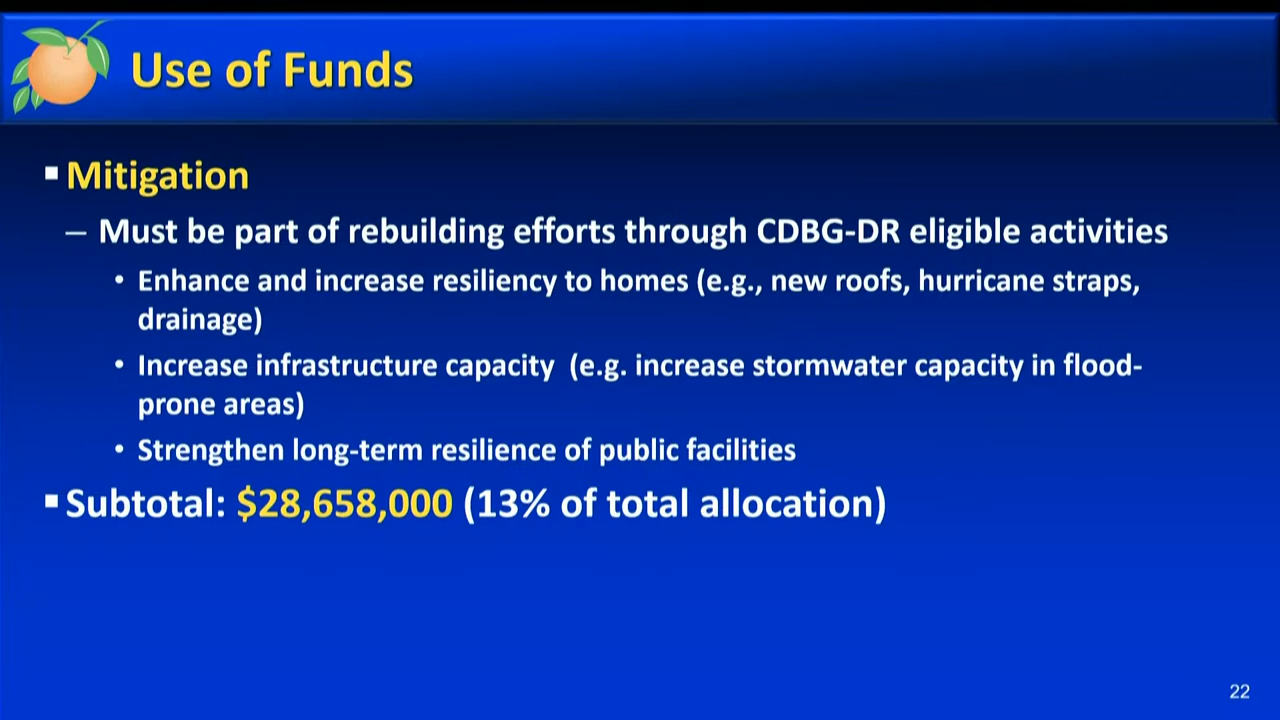 Use of Funds
▪ Mitigation
– Must be part of rebuilding efforts through CDBG-DR eligible activities
• Enhance and increase resiliency to homes (e.g., new roofs, hurricane straps,
drainage)
• Increase infrastructure capacity  (e.g. increase stormwater capacity in flood-
prone areas)
• Strengthen long-term resilience of public facilities
▪ Subtotal: $28,658,000 (13% of total allocation)
22